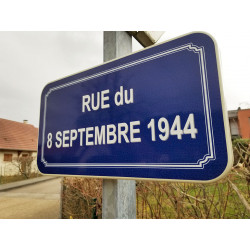 RUE du
8 SEPTEMBRE 1944